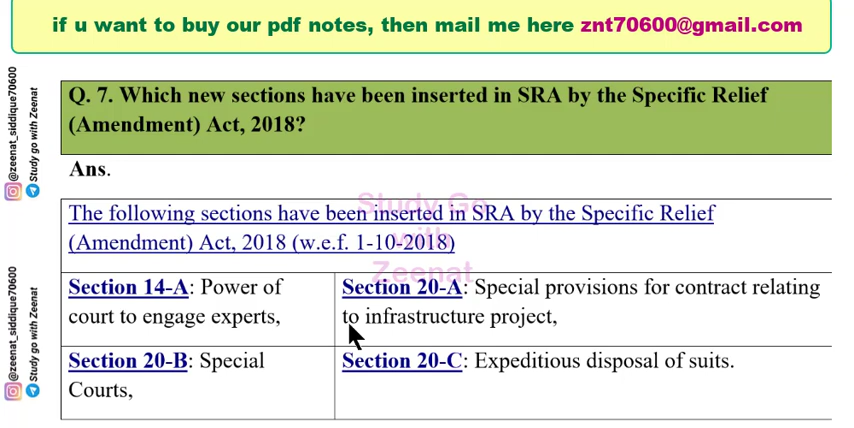 if u want to buy our pdf notes, then mail me here znt70600@gmail.com
@zeenat_siddique70600
Study go with Zeenat
Q. 7. Which new sections have been inserted in SRA by the Specific Relief
(Amendment) Act, 2018?
Ans.
Study Go
with
Zeenat
The following sections have been inserted in SRA by the Specific Relief
(Amendment) Act, 2018 (w.e.f. 1-10-2018)
Section 14-A: Power of
court to engage experts,
Section 20-A: Special provisions for contract relating
to infrastructure project,
@zeenat_siddique70600
Study go with Zeenat
Section 20-B: Special
Courts,
Section 20-C: Expeditious disposal of suits.